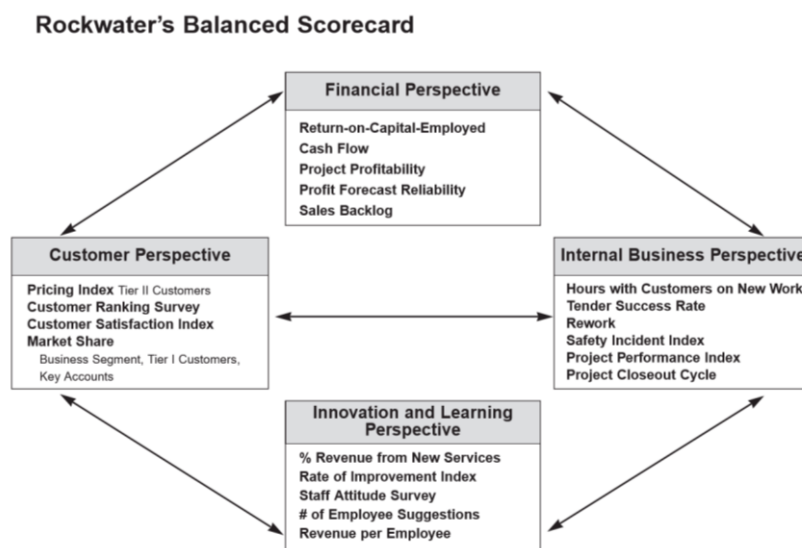 Rockwater's Balanced Scorecard
Financial Perspective
Return-on-Capital-Employed
Cash Flow
Project Profitability
Profit Forecast Reliability
Sales Backlog
Customer Perspective
Pricing Index Tier II Customers
Customer Ranking Survey
Customer Satisfaction Index
Market Share
Business Segment, Tier I Customers,
Key Accounts
Internal Business Perspective
Hours with Customers on New Work
Tender Success Rate
Rework
Safety Incident Index
Project Performance Index
Project Closeout Cycle
Innovation and Learning
Perspective
% Revenue from New Services
Rate of Improvement Index
Staff Attitude Survey
# of Employee Suggestions
Revenue per Employee